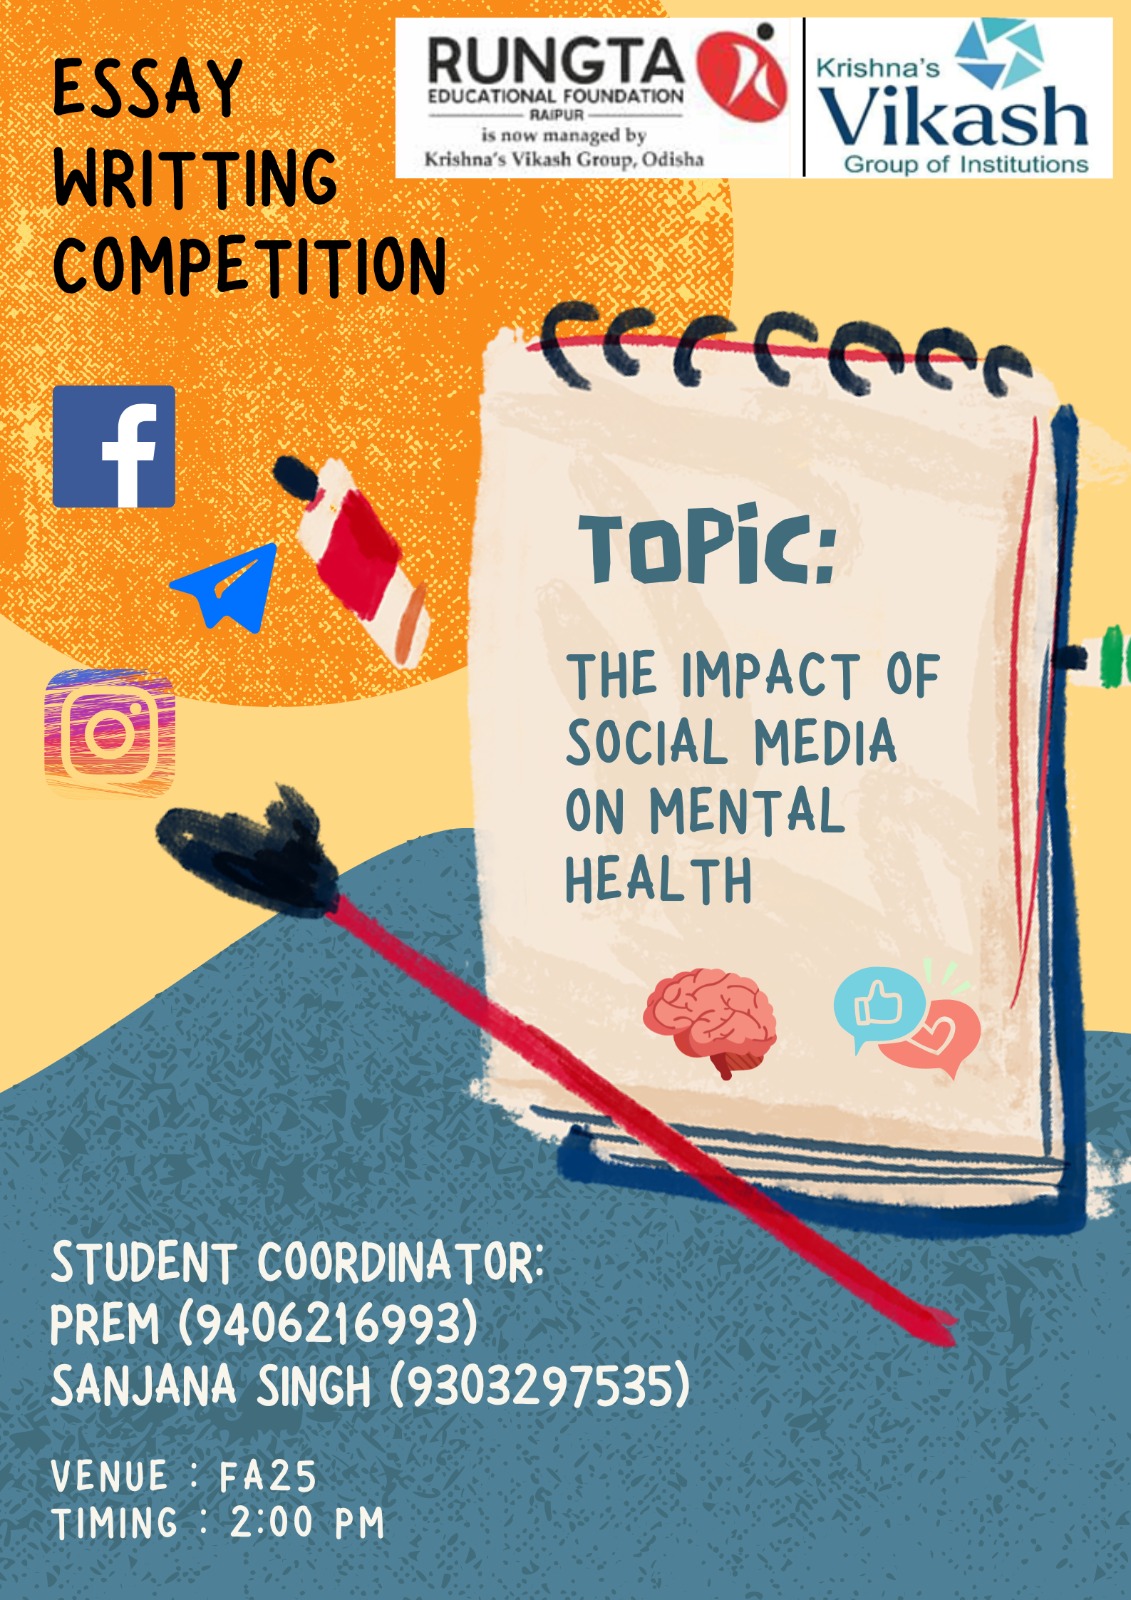 ESSAY
WRITTING
COMPETITION
RUNGTA
EDUCATIONAL FOUNDATION
RAIPUR
is now managed by
Krishna's Vikash Group, Odisha
Krishna's
Vikash
Group of Institutions
TOPIC:
THE IMPACT OF
SOCIAL MEDIA
ON MENTAL
HEALTH
STUDENT COORDINATOR:
PREM (9406216993)
SANJANA SINGH (9303297535)
VENUE : FA25
TIMING : 2:00 PM